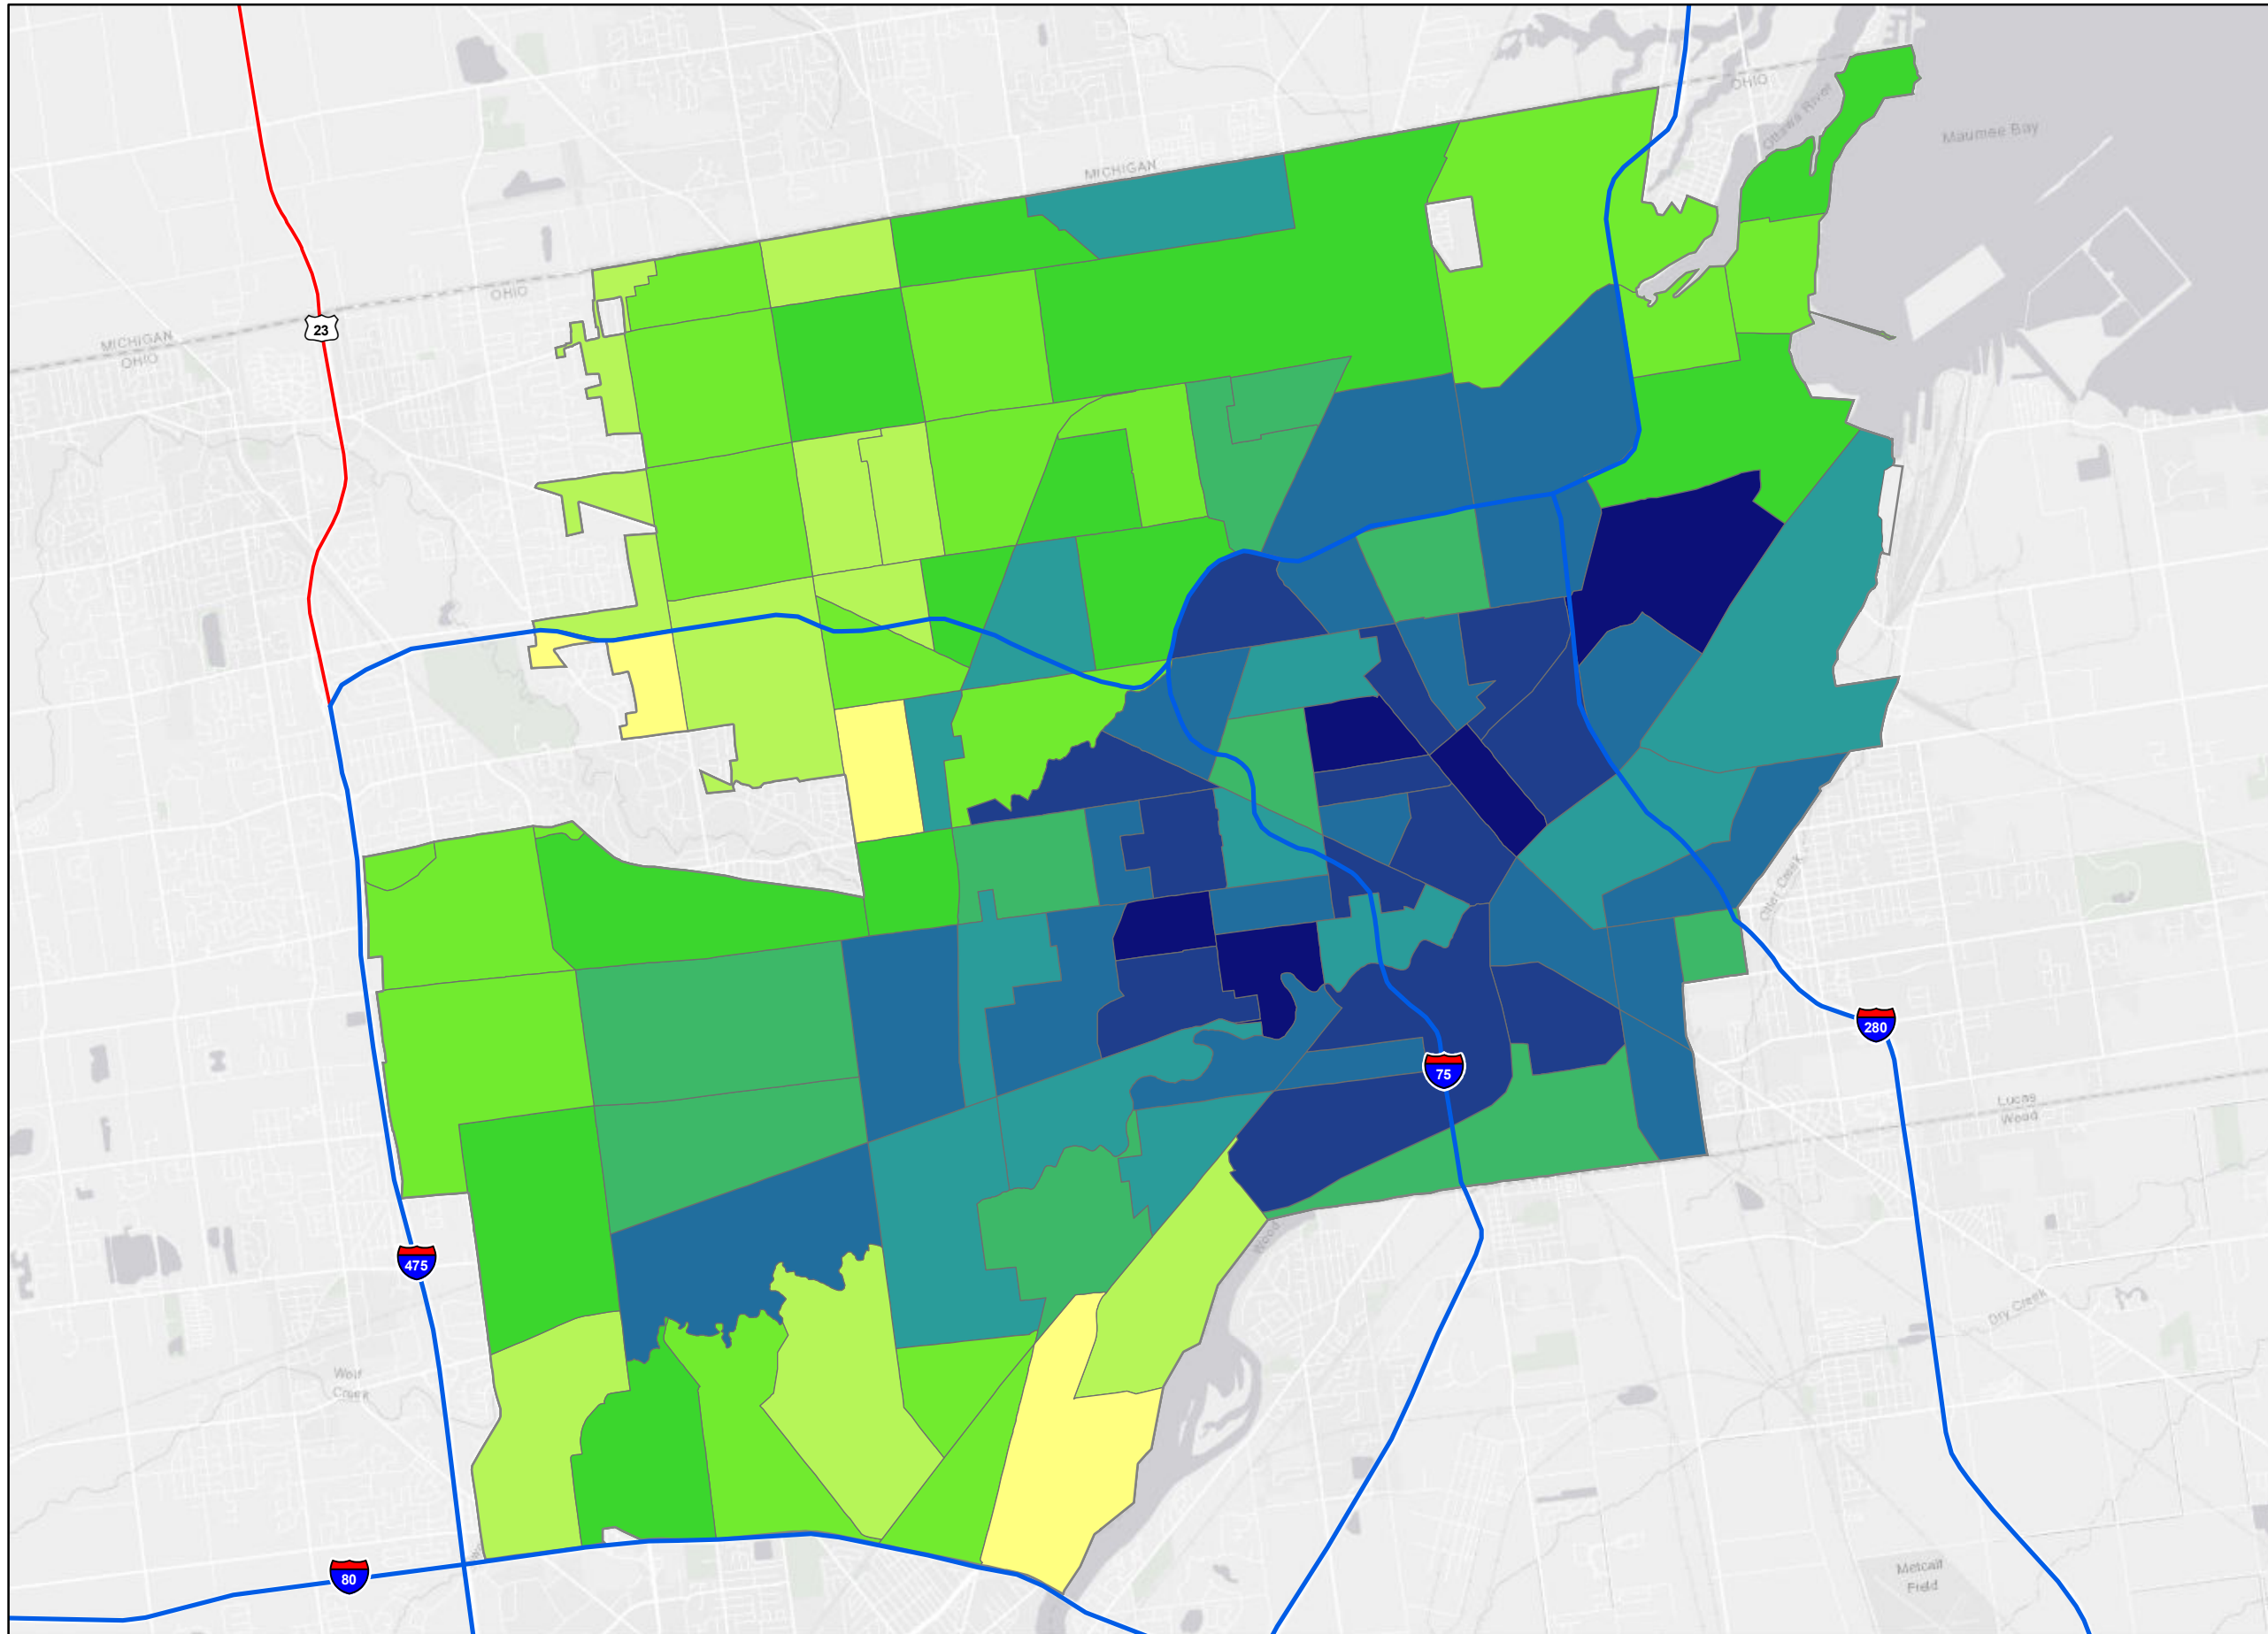 OHIO
Ottawa River
Maumee Bay
MICHIGAN
OHIO
23
MICHIGAN
OHIO
Otter Creek
280
75
Lucas
Wood
Wood
475
Dry Creek
Wolf
Creek
80
Metcalf
Field